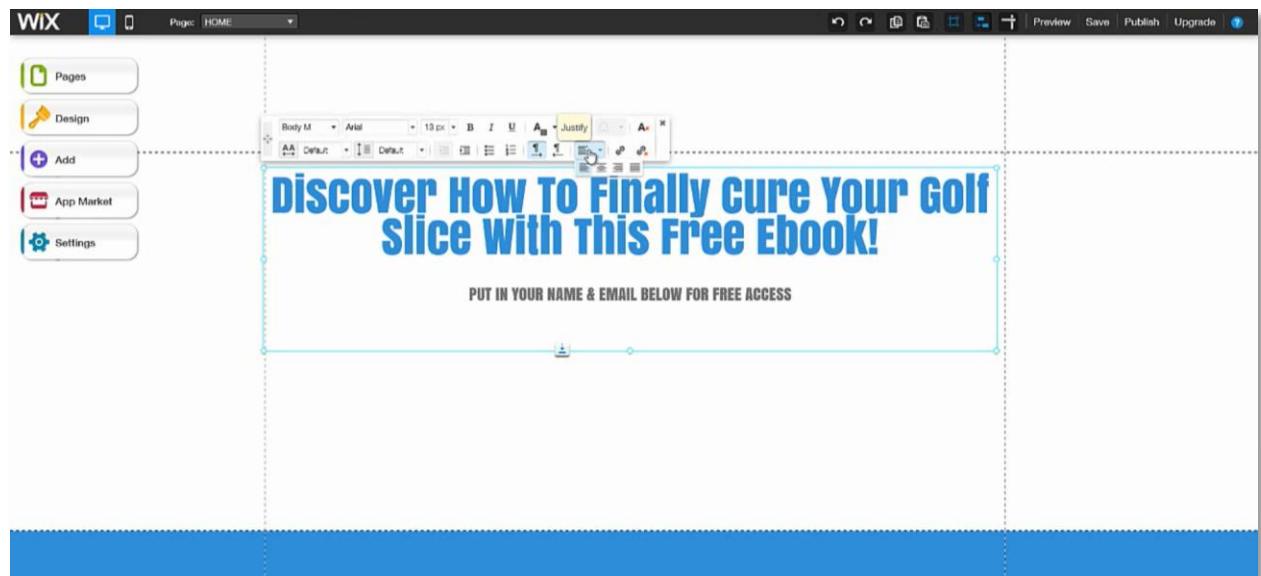 WiX Page: HOME Preview Save Publish Upgrade ?
Pages
Design
Add
App Market
Settings
Body M Arial 13 px B I U A Justify A
AA Default Default
Discover How To Finally Cure Your Golf
Slice With This Free Ebook!
PUT IN YOUR NAME & EMAIL BELOW FOR FREE ACCESS